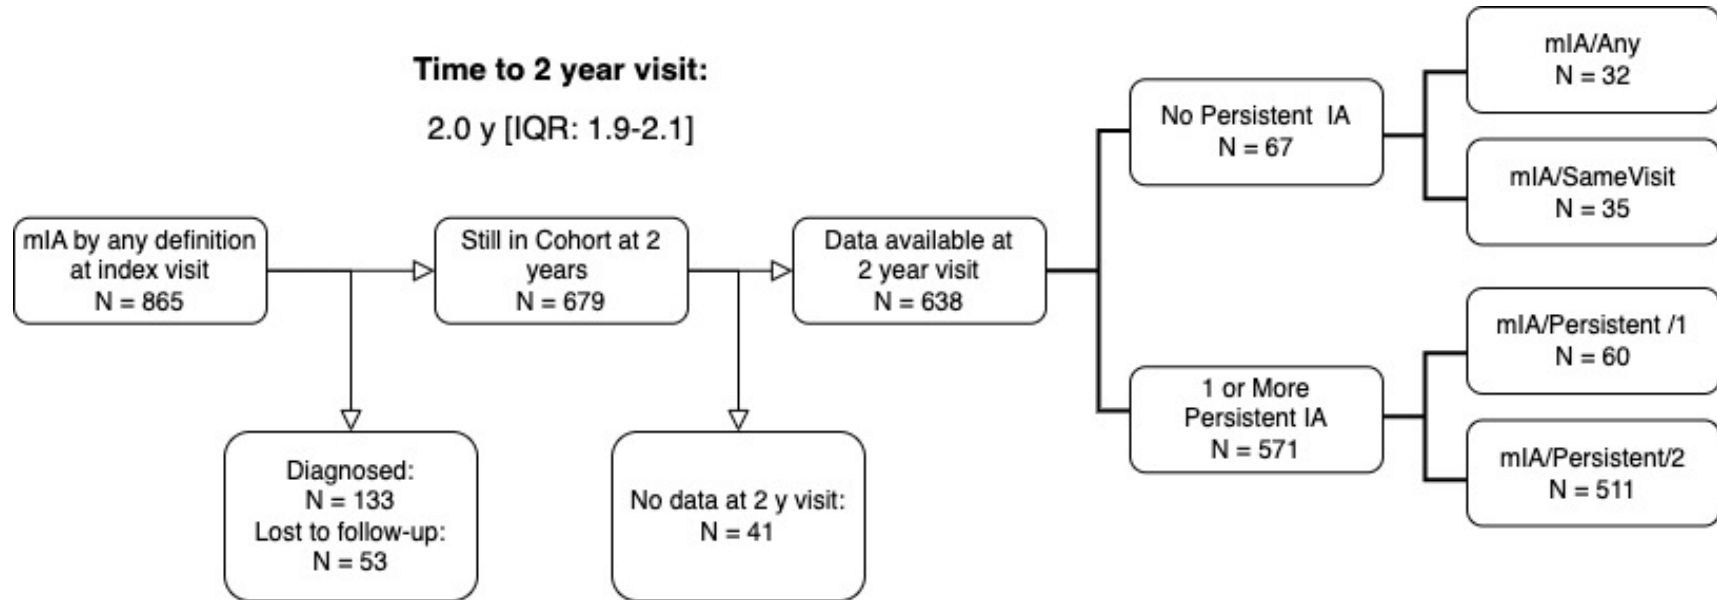 Time to 2 year visit:
2.0 y [IQR: 1.9-2.1]
mIA by any definition
at index visit
N = 865
Diagnosed:
N = 133
Lost to follow-up:
N = 53
Still in Cohort at 2
years
N = 679
No data at 2 y visit:
N = 41
Data available at
2 year visit
N = 638
No Persistent IA
N = 67
mIA/Any
N = 32
mIA/SameVisit
N = 35
1 or More
Persistent IA
N = 571
mIA/Persistent /1
N = 60
mIA/Persistent/2
N = 511